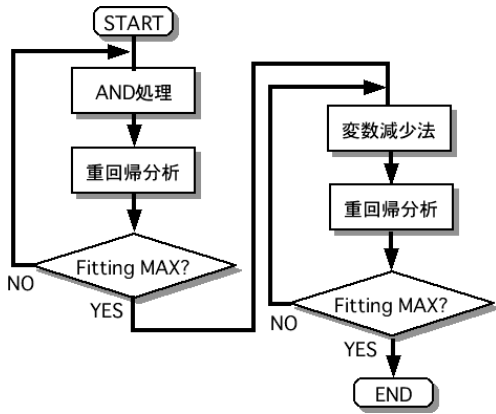 START
AND処理
重回帰分析
Fitting MAX?
NO
YES
変数減少法
重回帰分析
Fitting MAX?
NO
YES
END